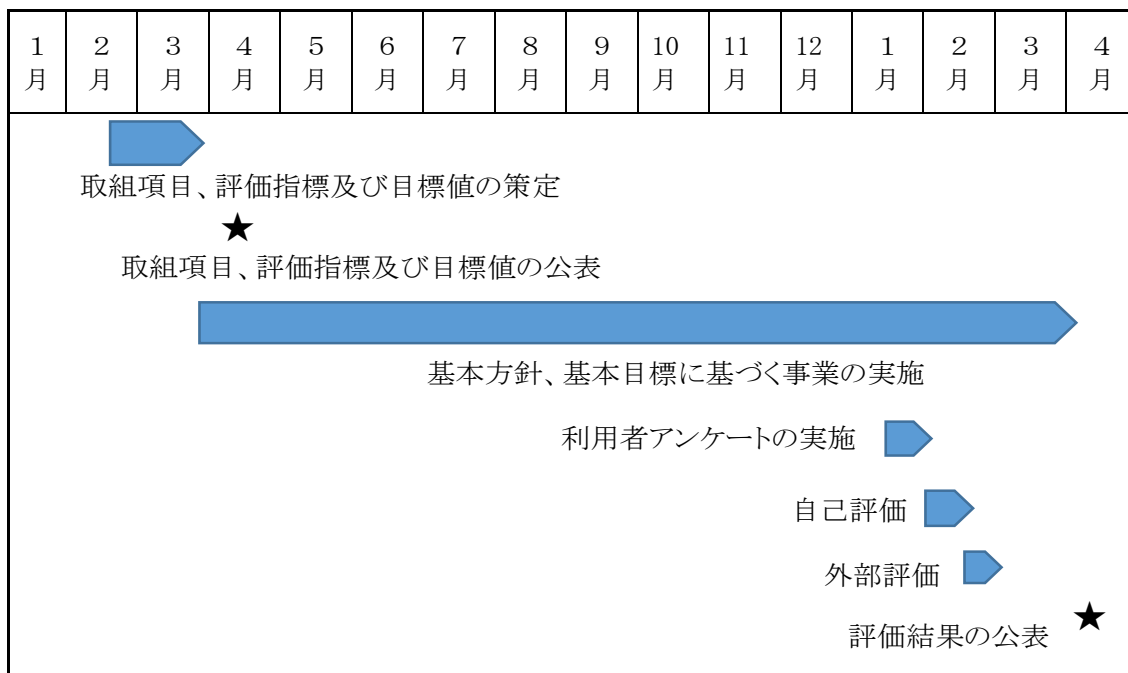 １月 ２月 ３月 ４月 ５月 ６月 ７月 ８月 ９月 10月 11月 12月 １月 ２月 ３月 ４月
取組項目、評価指標及び目標値の策定
★
取組項目、評価指標及び目標値の公表
基本方針、基本目標に基づく事業の実施
利用者アンケートの実施
自己評価
外部評価
評価結果の公表 ★